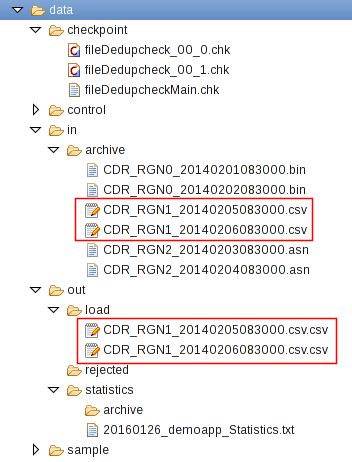 data
checkpoint
fileDedupcheck_00_0.chk
fileDedupcheck_00_1.chk
fileDedupcheckMain.chk
control
in
archive
CDR_RGN0_20140201083000.bin
CDR_RGN0_20140202083000.bin
CDR_RGN1_20140205083000.csv
CDR_RGN1_20140206083000.csv
CDR_RGN2_20140203083000.asn
CDR_RGN2_20140204083000.asn
out
load
CDR_RGN1_20140205083000.csv.csv
CDR_RGN1_20140206083000.csv.csv
rejected
statistics
archive
20160126_demoapp_Statistics.txt
sample